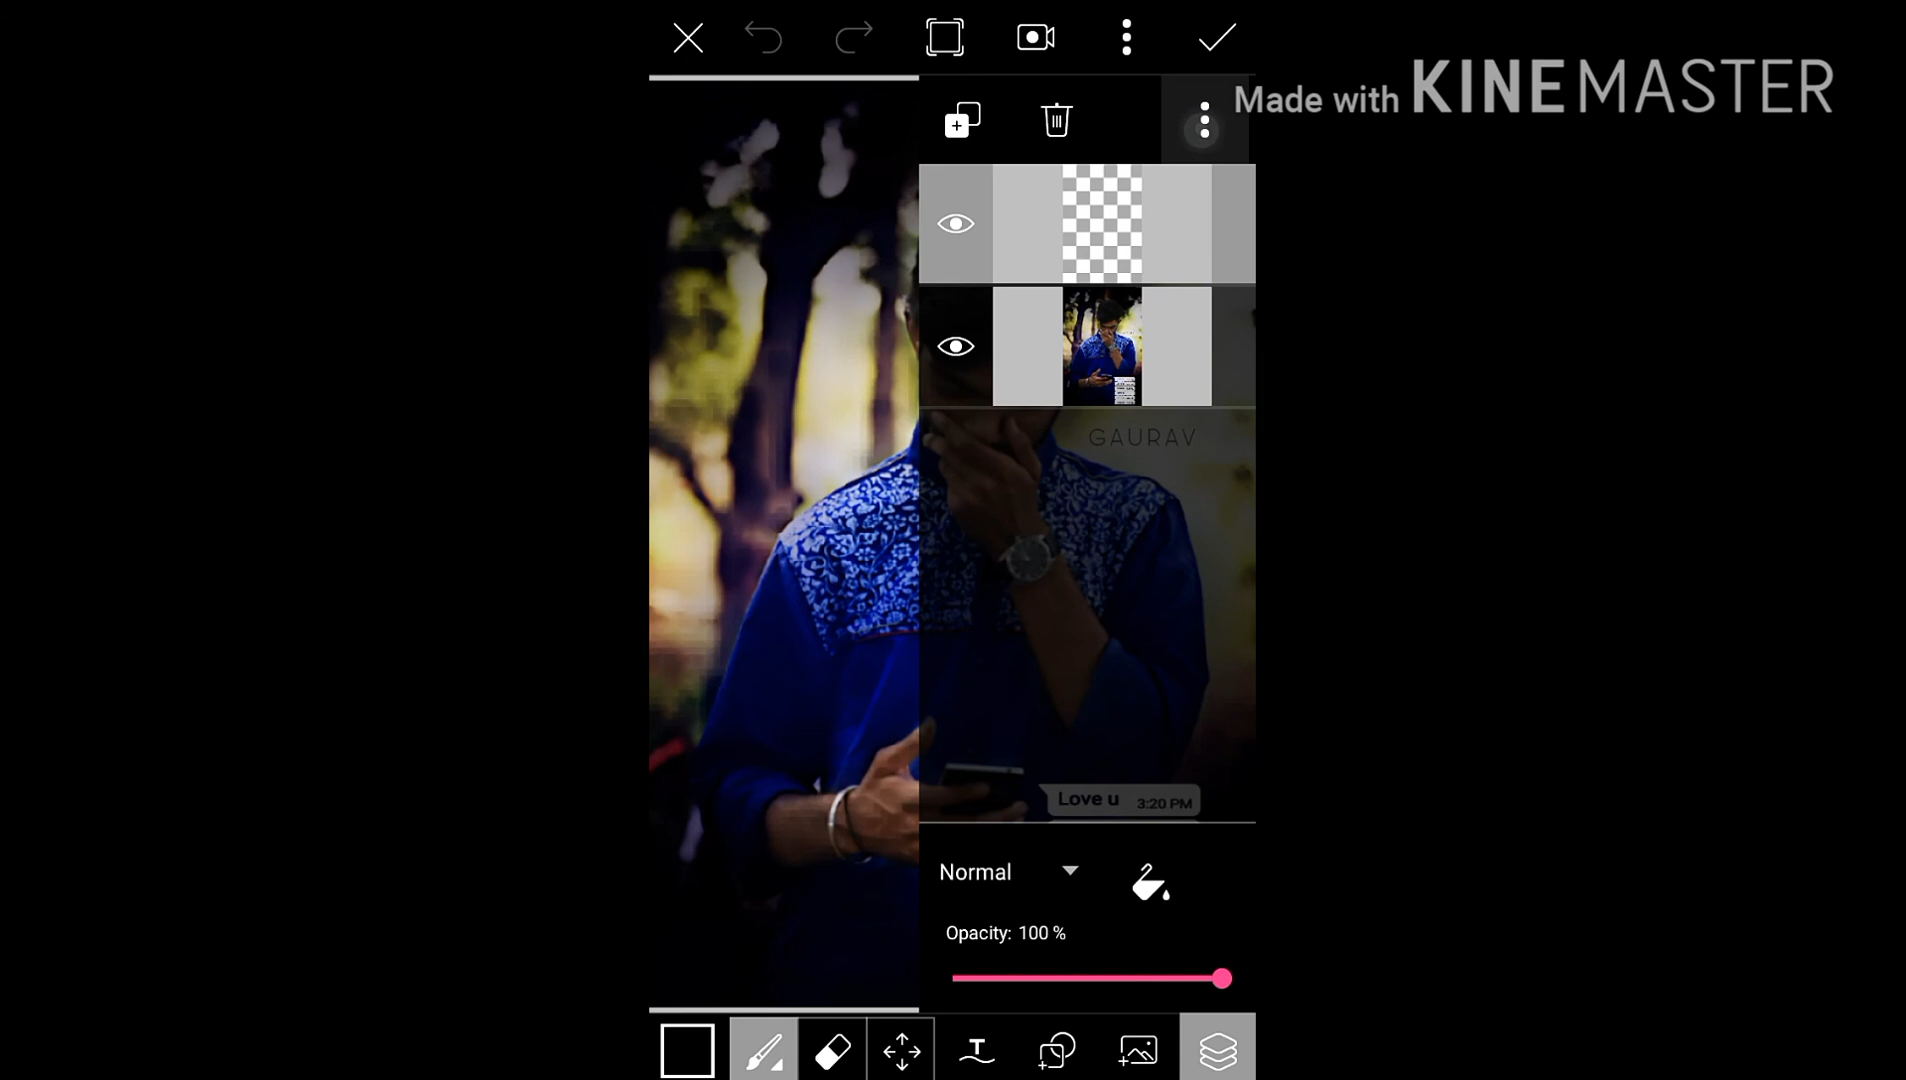 Made with KINEMASTER
GAURAV
Love u 3:20 PM
Normal
Opacity: 100 %
T